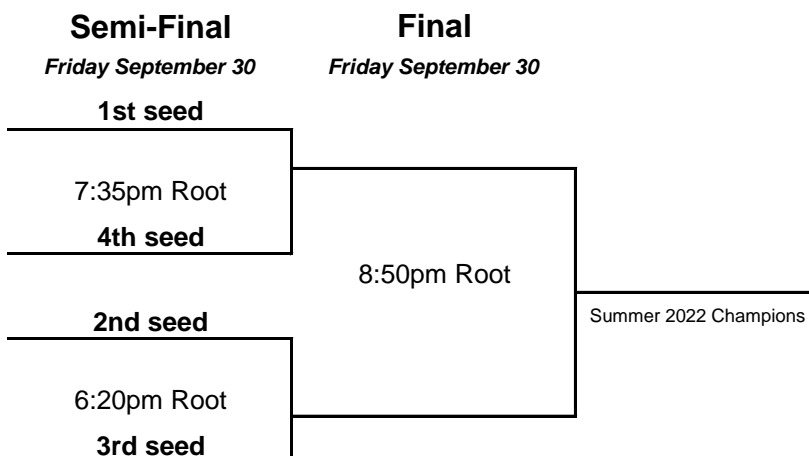 Semi-Final
Final
Friday September 30
Friday September 30
1st seed
7:35pm Root
4th seed
8:50pm Root
Summer 2022 Champions
2nd seed
6:20pm Root
3rd seed